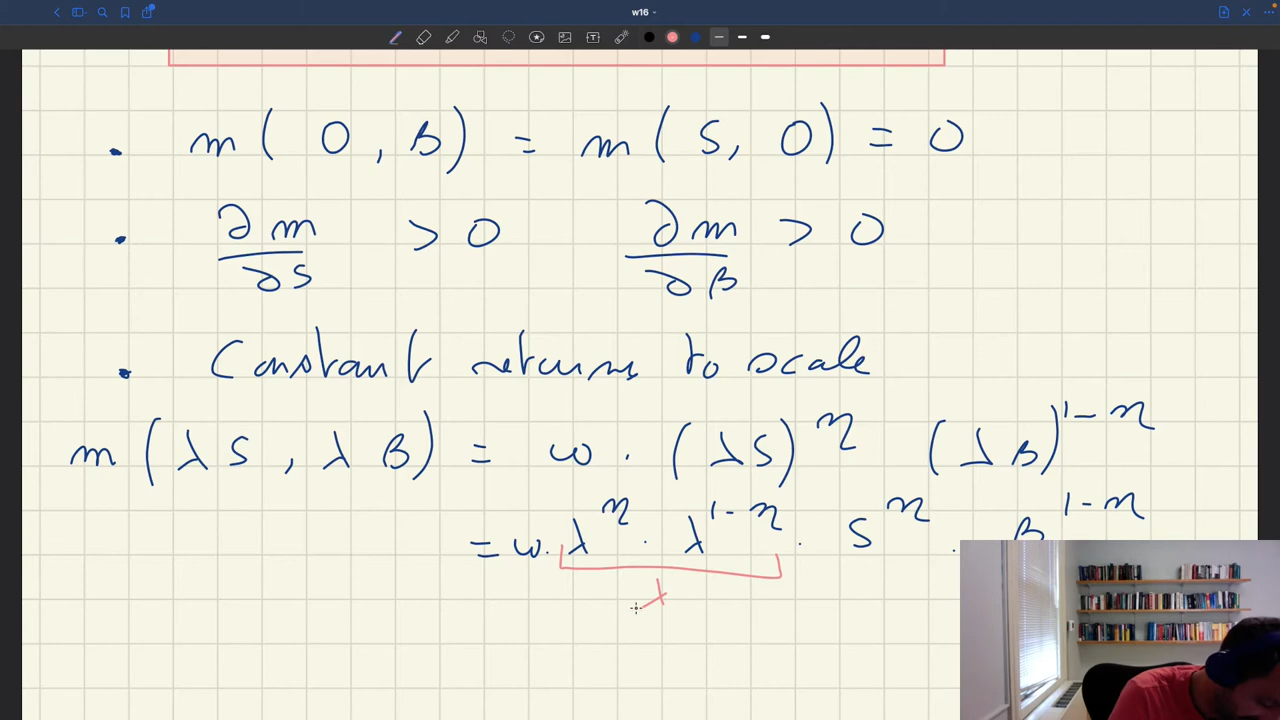 w16
• m( 0 , B) = m( S, 0) = 0
• ∂m/∂S > 0 ∂m/∂B > 0
• Constant returns to scale
m(λS , λB) = ω · (λS)^η (λB)^1-η
= ω · λ^η · λ^1-η · S^η · B^1-η
λ